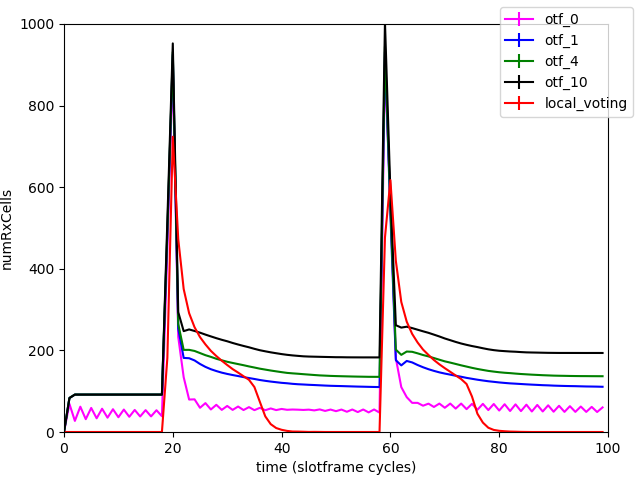 otf_0
otf_1
otf_4
otf_10
local_voting
1000
800
600
400
200
0
numRxCells
0 20 40 60 80 100
time (slotframe cycles)